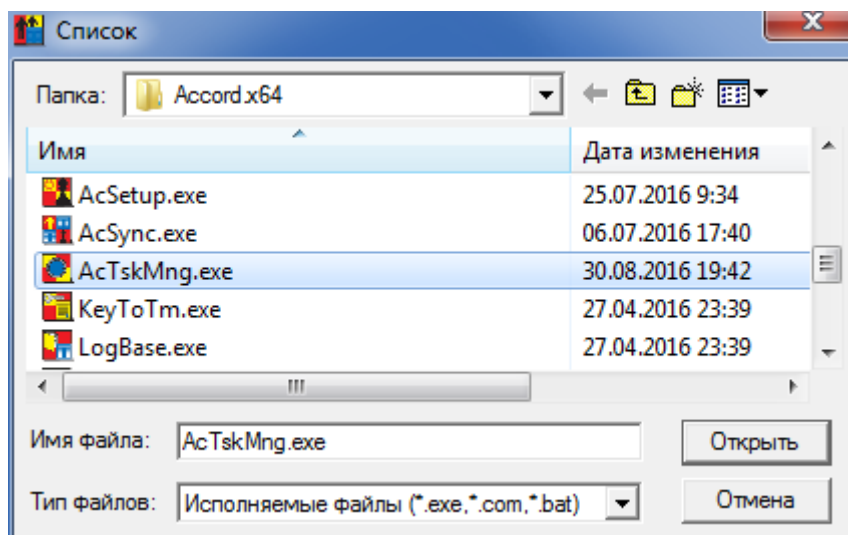 Список
Папка: Accord.x64
Имя Дата изменения
AcSetup.exe 25.07.2016 9:34
AcSync.exe 06.07.2016 17:40
AcTskMng.exe 30.08.2016 19:42
KeyToTm.exe 27.04.2016 23:39
LogBase.exe 27.04.2016 23:39
Имя файла: AcTskMng.exe Открыть
Тип файлов: Исполняемые файлы (*.exe,*.com,*.bat) Отмена